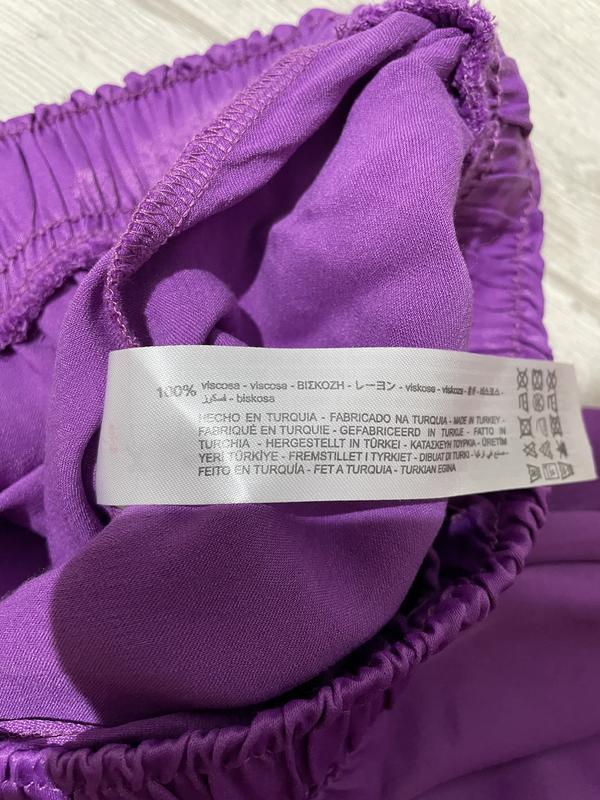 100% viscosa - viscosa - ΒΙΣΚΟΖΗ - レーヨン - viskose - viskoza -
فسكوز - biskosa
HECHO EN TURQUIA - FABRICADO NA TURQUIA - MADE IN TURKEY -
FABRIQUÉ EN TURQUIE - GEFABRICEERD IN TURKIJE - FATTO IN
TURCHIA - HERGESTELLT IN TÜRKEI - ΚΑΤΑΣΚΕΥΗ ΤΟΥΡΚΙΑ - ÜRETİM
YERİ TÜRKİYE - FREMSTILLET I TYRKIET - DIBUAT DI TURKI -
FEITO EN TURQUÍA - FET A TURQUIA - TURKIAN EGINA